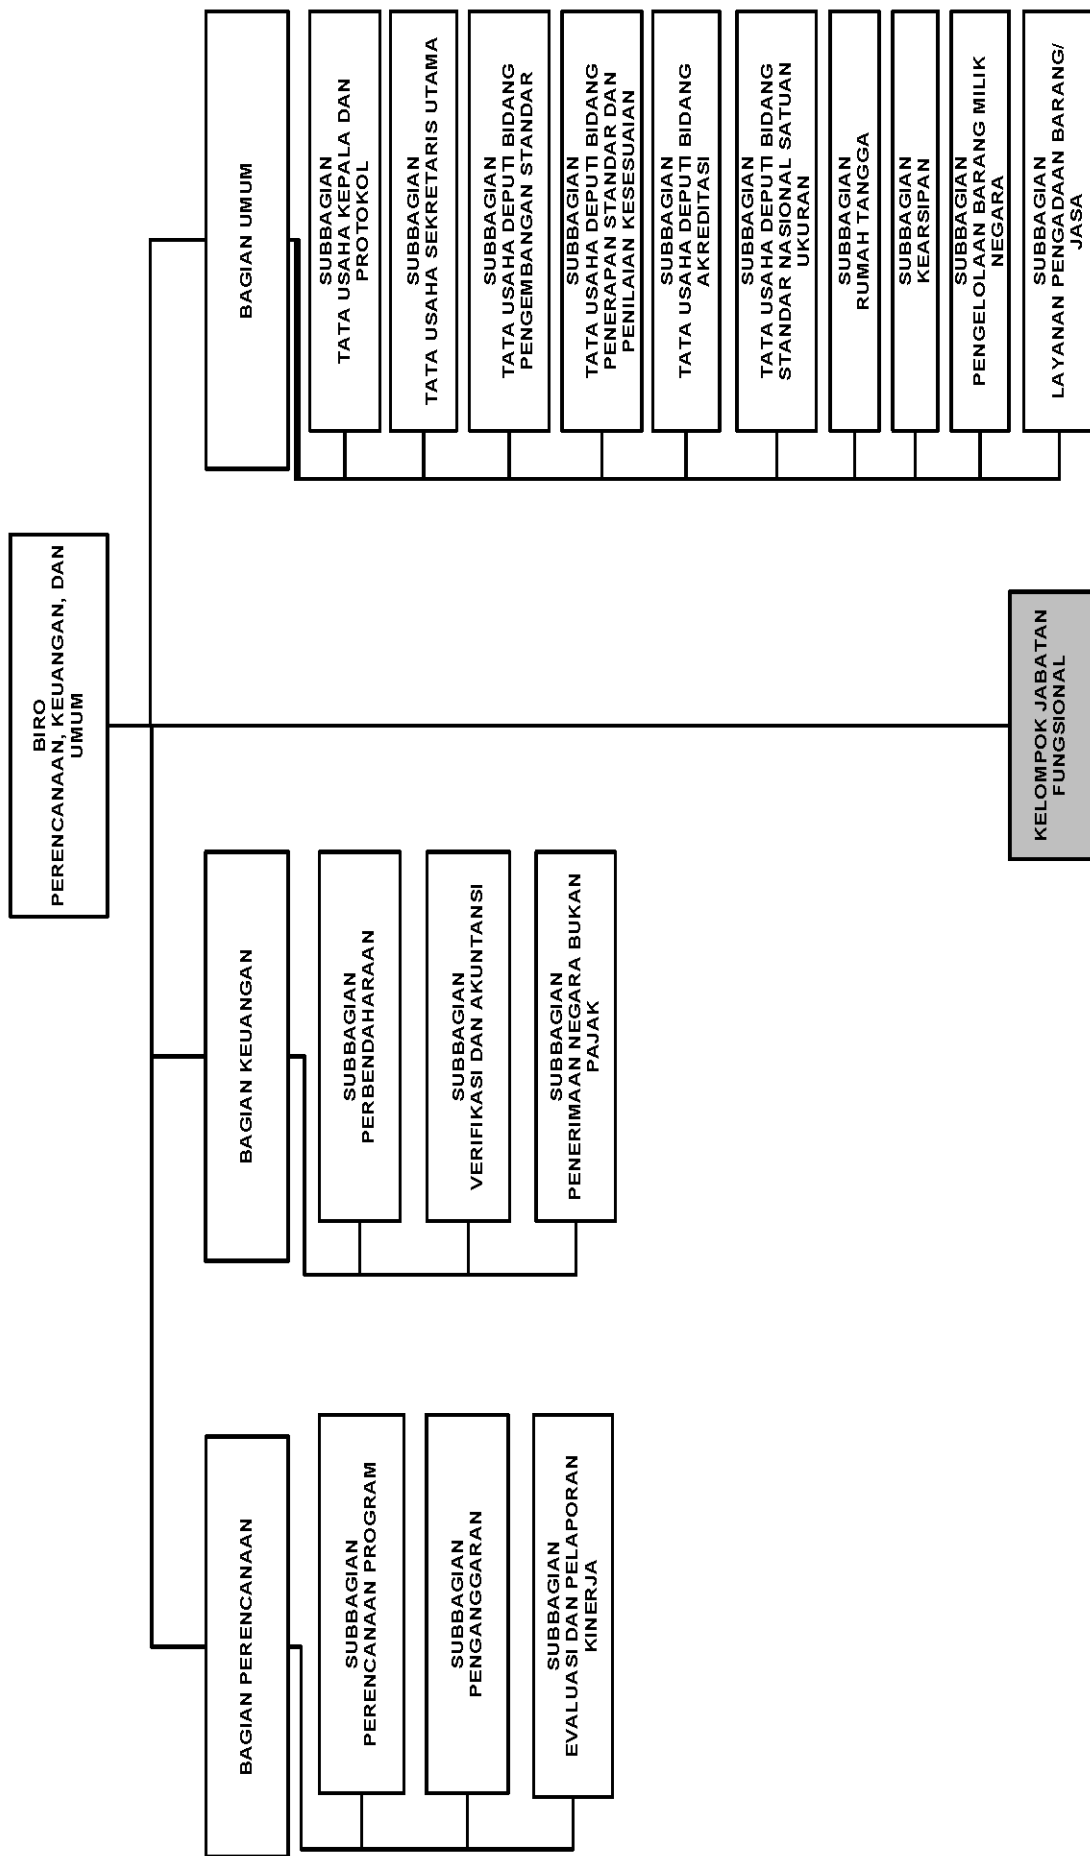 BIRO
PERENCANAAN, KEUANGAN, DAN
UMUM
BAGIAN PERENCANAAN
SUBBAGIAN
PERENCANAAN PROGRAM
SUBBAGIAN
PENGANGGARAN
SUBBAGIAN
EVALUASI DAN PELAPORAN
KINERJA
BAGIAN KEUANGAN
SUBBAGIAN
PERBENDAHARAAN
SUBBAGIAN
VERIFIKASI DAN AKUNTANSI
SUBBAGIAN
PENERIMAAN NEGARA BUKAN
PAJAK
BAGIAN UMUM
SUBBAGIAN
TATA USAHA KEPALA DAN
PROTOKOL
SUBBAGIAN
TATA USAHA SEKRETARIS UTAMA
SUBBAGIAN
TATA USAHA DEPUTI BIDANG
PENGEMBANGAN STANDAR
SUBBAGIAN
TATA USAHA DEPUTI BIDANG
PENERAPAN STANDAR DAN
PENILAIAN KESESUAIAN
SUBBAGIAN
TATA USAHA DEPUTI BIDANG
AKREDITASI
SUBBAGIAN
TATA USAHA DEPUTI BIDANG
STANDAR NASIONAL SATUAN
UKURAN
SUBBAGIAN
RUMAH TANGGA
SUBBAGIAN
KEARSIPAN
SUBBAGIAN
PENGELOLAAN BARANG MILIK
NEGARA
SUBBAGIAN
LAYANAN PENGADAAN BARANG/
JASA
KELOMPOK JABATAN
FUNGSIONAL